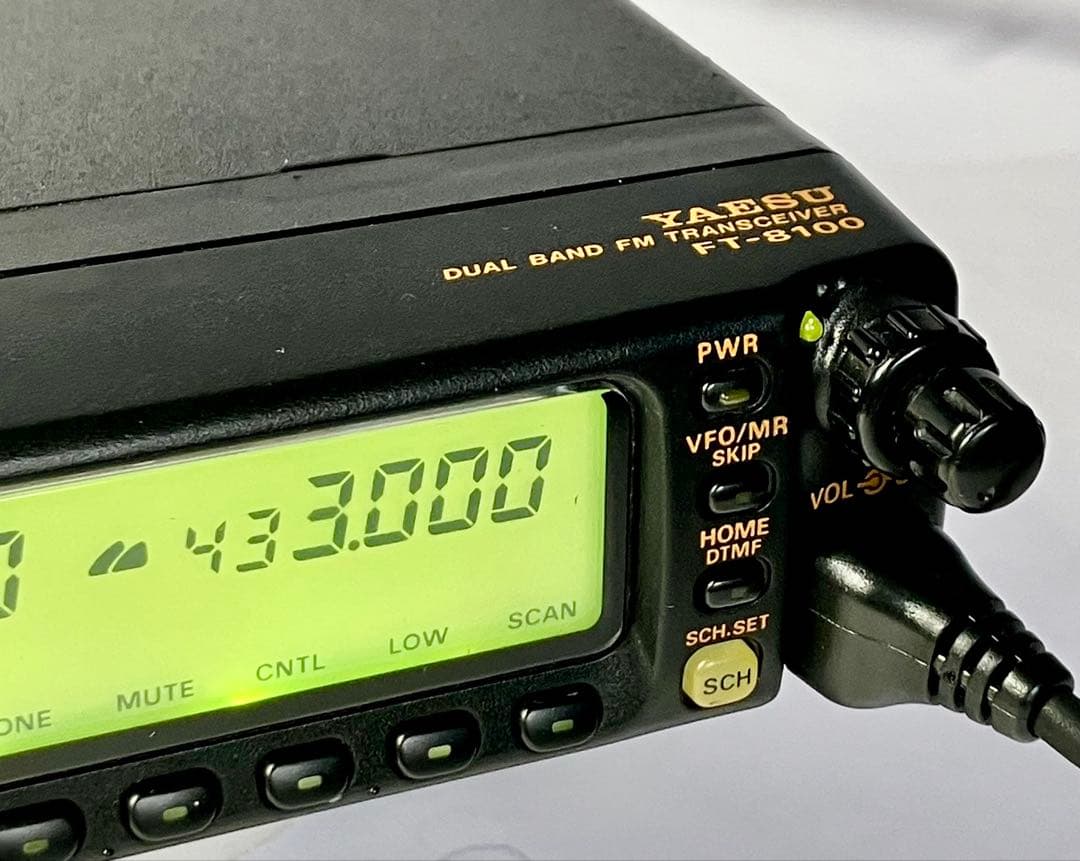 YAESU
DUAL BAND FM TRANSCEIVER
FT-8100
PWR
VFO/MR
SKIP
433.000
VOL
HOME
DTMF
SCAN
LOW
CNTL
MUTE
SCH.SET
SCH